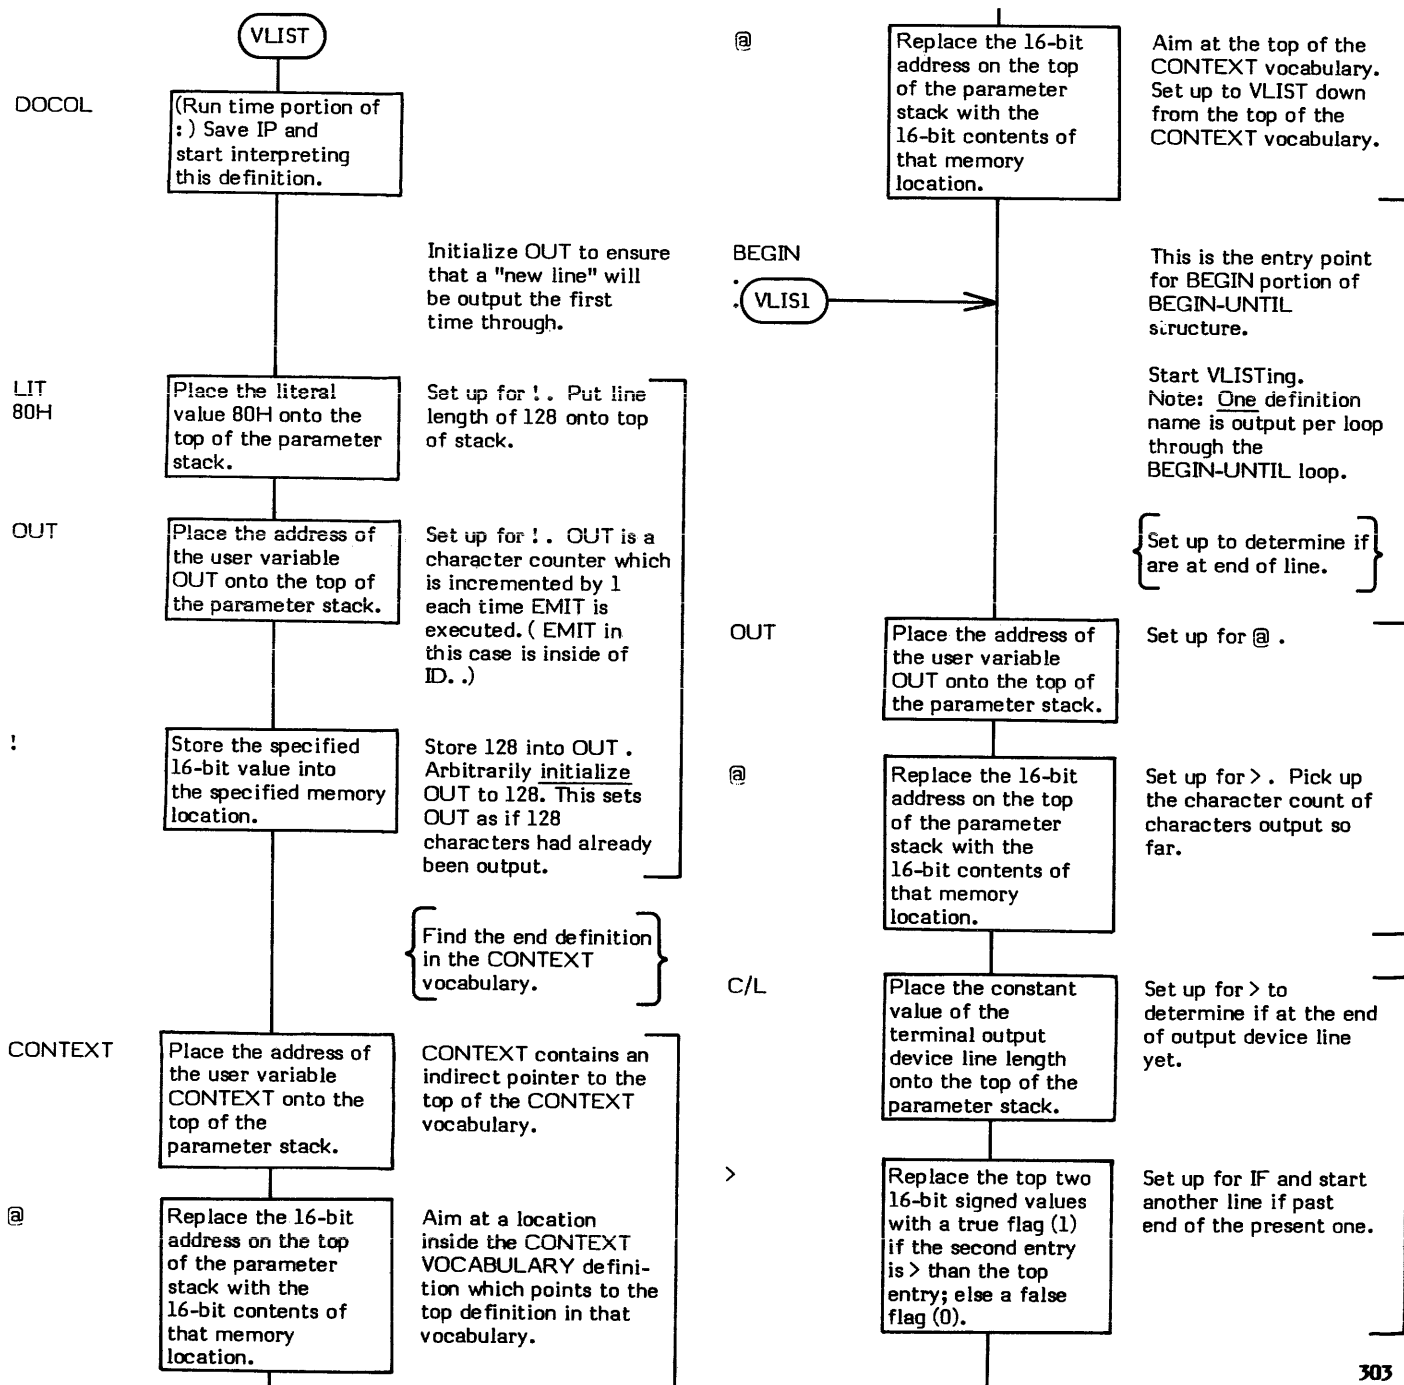 VLIST
DOCOL
(Run time portion of
: ) Save IP and
start interpreting
this definition.
Initialize OUT to ensure
that a "new line" will
be output the first
time through.
LIT
80H
Place the literal
value 80H onto the
top of the parameter
stack.
Set up for ! . Put line
length of 128 onto top
of stack.
OUT
Place the address of
the user variable
OUT onto the top of
the parameter stack.
Set up for ! . OUT is a
character counter which
is incremented by 1
each time EMIT is
executed. ( EMIT in
this case is inside of
ID. .)
!
Store the specified
16-bit value into
the specified memory
location.
Store 128 into OUT .
Arbitrarily initialize
OUT to 128. This sets
OUT as if 128
characters had already
been output.
Find the end definition
in the CONTEXT
vocabulary.
CONTEXT
Place the address of
the user variable
CONTEXT onto the
top of the
parameter stack.
CONTEXT contains an
indirect pointer to the
top of the CONTEXT
vocabulary.
@
Replace the 16-bit
address on the top
of the parameter
stack with the
16-bit contents of
that memory
location.
Aim at a location
inside the CONTEXT
VOCABULARY defini-
tion which points to the
top definition in that
vocabulary.
@
Replace the 16-bit
address on the top
of the parameter
stack with the
16-bit contents of
that memory
location.
Aim at the top of the
CONTEXT vocabulary.
Set up to VLIST down
from the top of the
CONTEXT vocabulary.
BEGIN
: VLIS1
This is the entry point
for BEGIN portion of
BEGIN-UNTIL
structure.
Start VLISTing.
Note: One definition
name is output per loop
through the
BEGIN-UNTIL loop.
Set up to determine if
are at end of line.
OUT
Place the address of
the user variable
OUT onto the top of
the parameter stack.
Set up for @ .
@
Replace the 16-bit
address on the top
of the parameter
stack with the
16-bit contents of
that memory
location.
Set up for > . Pick up
the character count of
characters output so
far.
C/L
Place the constant
value of the
terminal output
device line length
onto the top of the
parameter stack.
Set up for > to
determine if at the end
of output device line
yet.
>
Replace the top two
16-bit signed values
with a true flag (1)
if the second entry
is > than the top
entry; else a false
flag (0).
Set up for IF and start
another line if past
end of the present one.
303